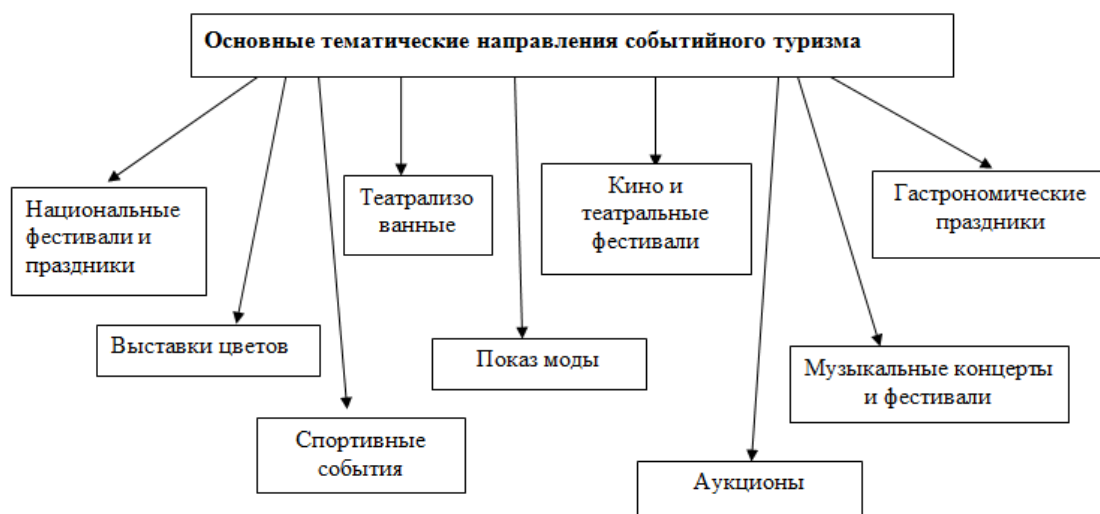 Основные тематические направления событийного туризма
Национальные
фестивали и
праздники
Театрализо
ванные
Кино и
театральные
фестивали
Гастрономические
праздники
Выставки цветов
Показ моды
Музыкальные концерты
и фестивали
Спортивные
события
Аукционы